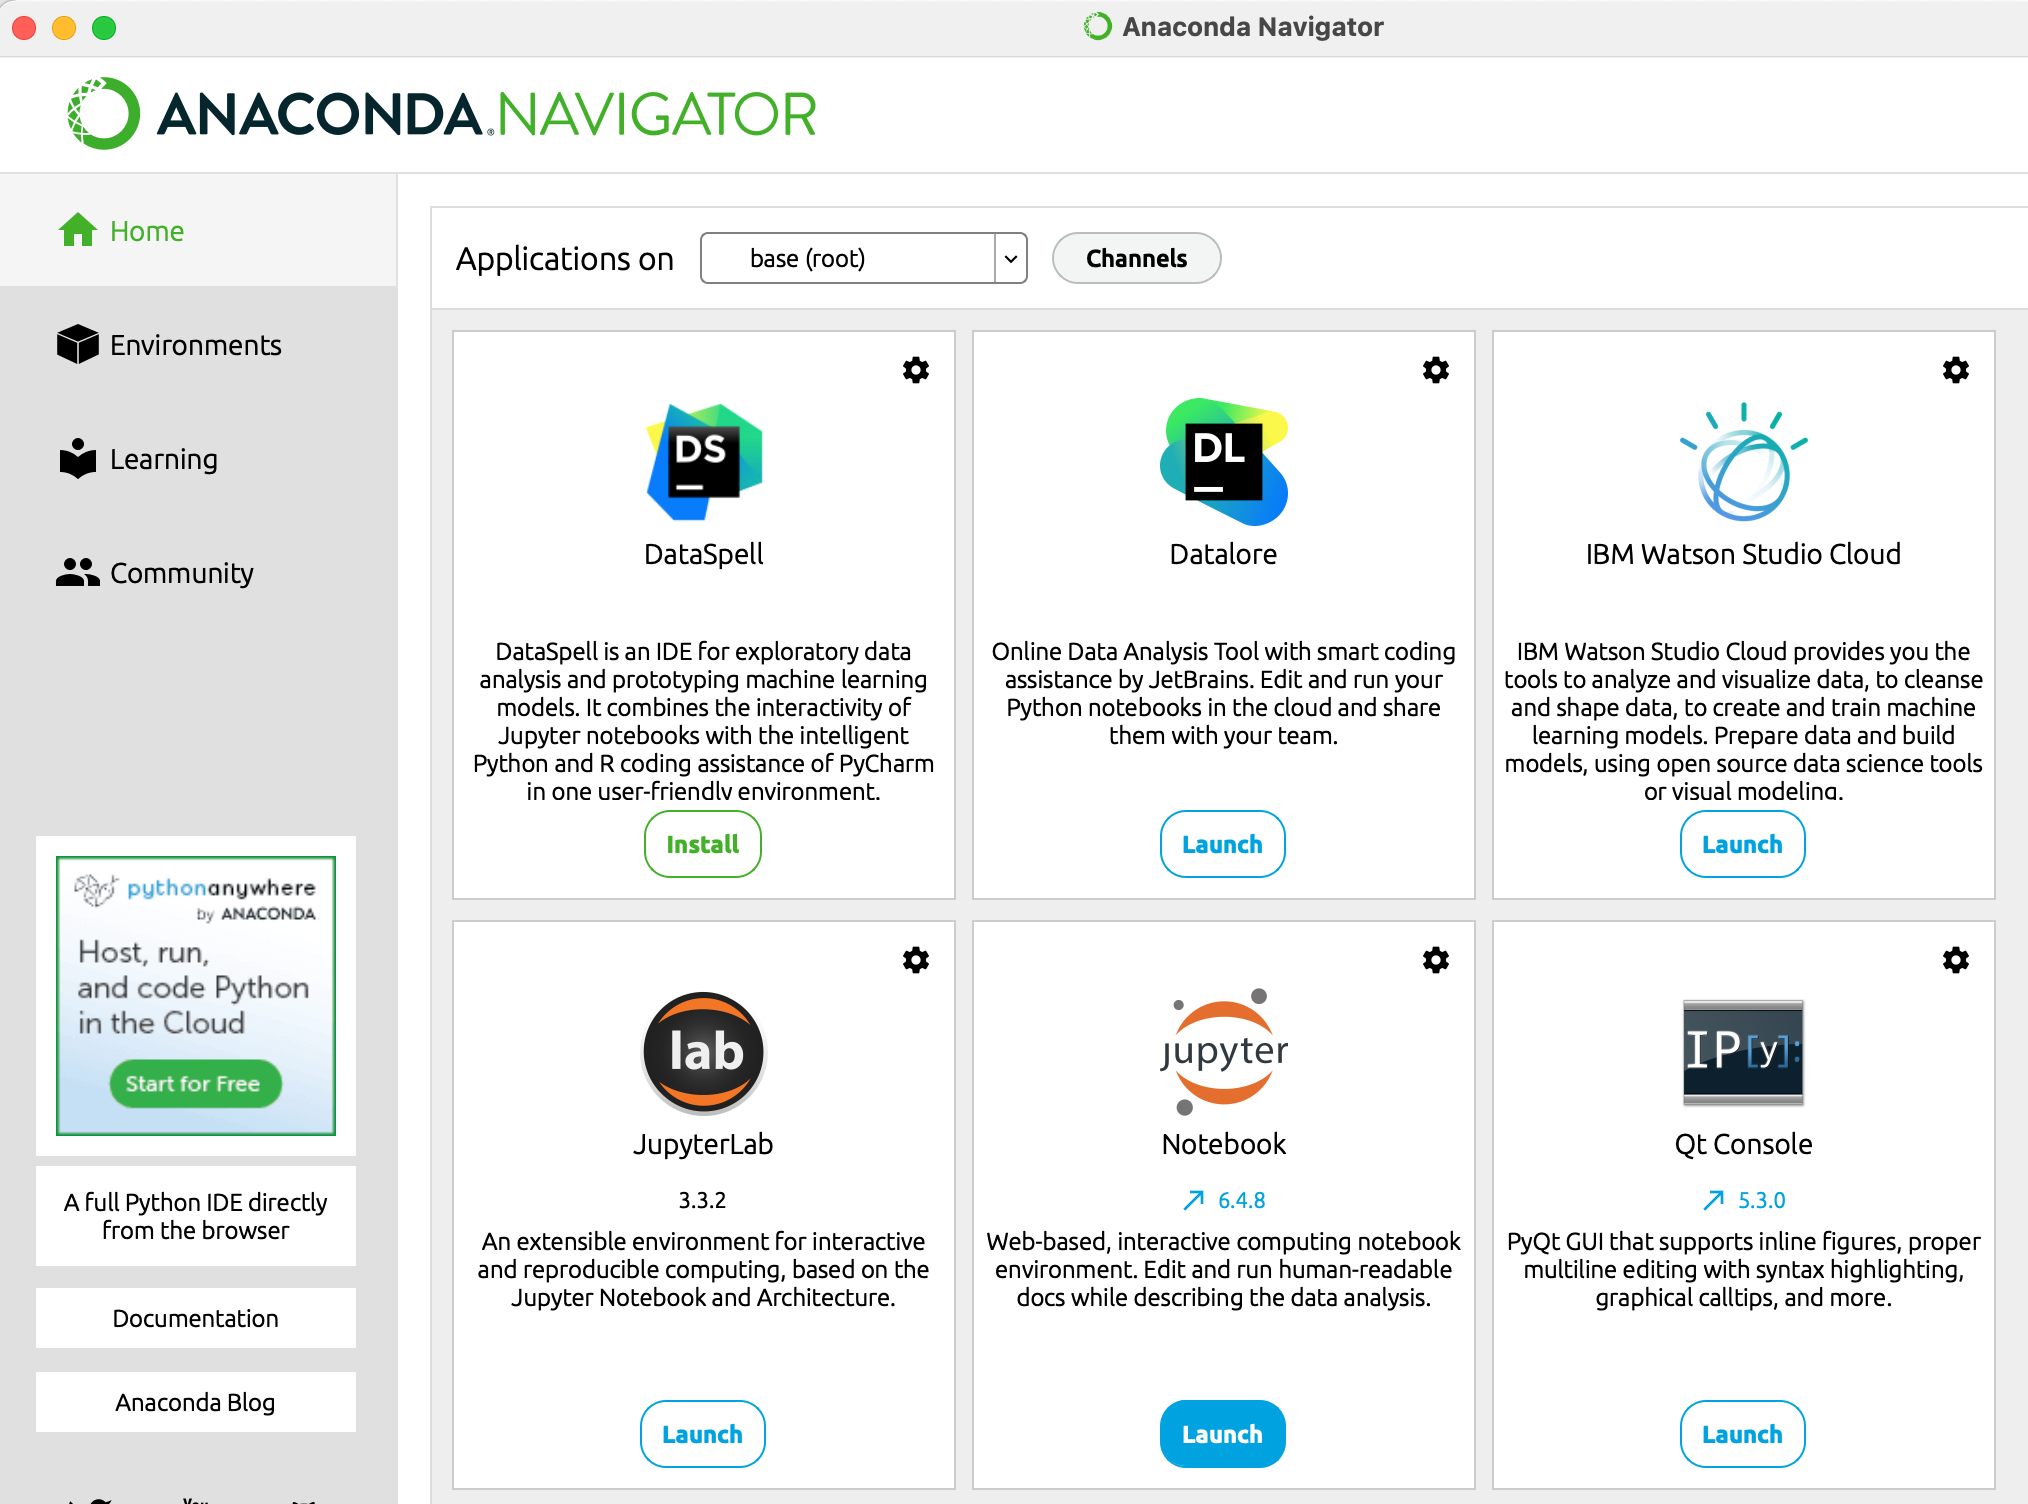 Anaconda Navigator
ANACONDA.NAVIGATOR
Home
Environments
Learning
Community
pythonanywhere
by ANACONDA
Host, run,
and code Python
in the Cloud
Start for Free
A full Python IDE directly
from the browser
Documentation
Anaconda Blog
Applications on
base (root)
Channels
DS
DataSpell
DataSpell is an IDE for exploratory data
analysis and prototyping machine learning
models. It combines the interactivity of
Jupyter notebooks with the intelligent
Python and R coding assistance of PyCharm
in one user-friendly environment.
Install
DL
Datalore
Online Data Analysis Tool with smart coding
assistance by JetBrains. Edit and run your
Python notebooks in the cloud and share
them with your team.
Launch
IBM Watson Studio Cloud
IBM Watson Studio Cloud provides you the
tools to analyze and visualize data, to cleanse
and shape data, to create and train machine
learning models. Prepare data and build
models, using open source data science tools
or visual modeling.
Launch
lab
JupyterLab
3.3.2
An extensible environment for interactive
and reproducible computing, based on the
Jupyter Notebook and Architecture.
Launch
jupyter
Notebook
6.4.8
Web-based, interactive computing notebook
environment. Edit and run human-readable
docs while describing the data analysis.
Launch
IP[y]:
Qt Console
5.3.0
PyQt GUI that supports inline figures, proper
multiline editing with syntax highlighting,
graphical calltips, and more.
Launch